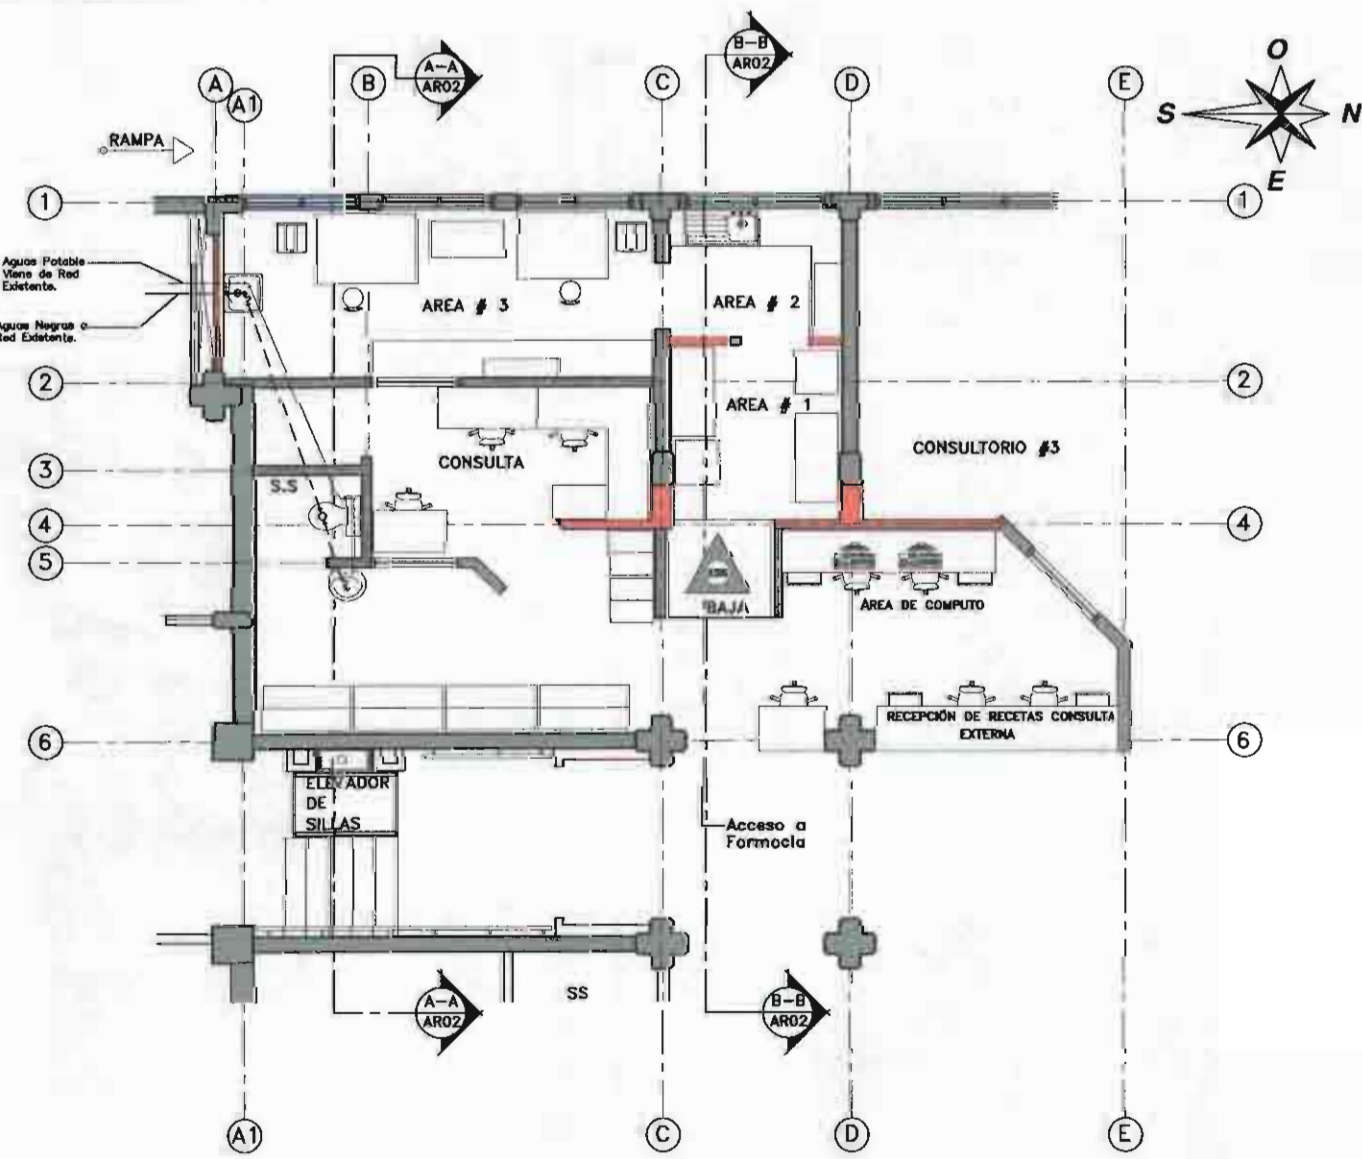 B-B
AR02
A-A
AR02
A
A1
B
C
D
E
O
S
N
E
RAMPA
1
1
Aguas Potable
Viene de Red
Existente.
AREA # 3
AREA # 2
Aguas Negras a
Red Existente.
2
2
AREA # 1
CONSULTORIO #3
CONSULTA
3
S.S
4
4
5
BAJA
AREA DE COMPUTO
RECEPCIÓN DE RECETAS CONSULTA
EXTERNA
6
6
ELEVADOR
DE
SILLAS
Acceso a
Farmacia
SS
A-A
AR02
B-B
AR02
A1
C
D
E